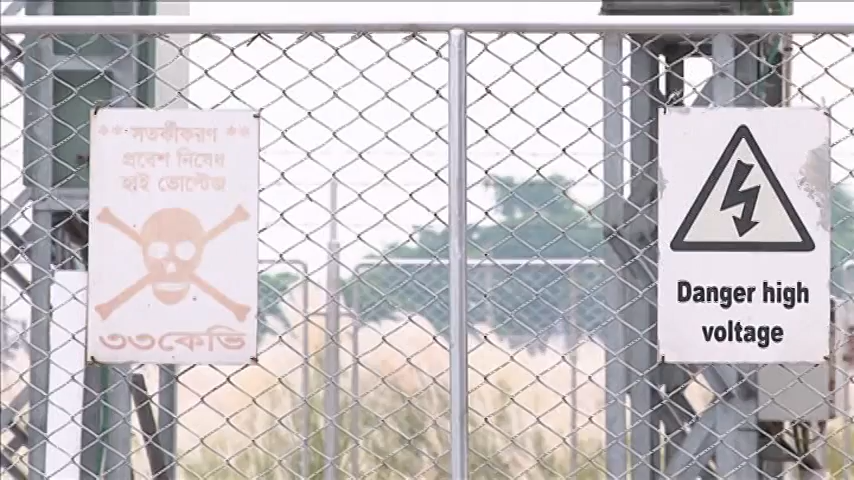 ** সতর্কীকরণ **
প্রবেশ নিষেধ
হাই ভোল্টেজ
৩৩কেভি
Danger high
voltage